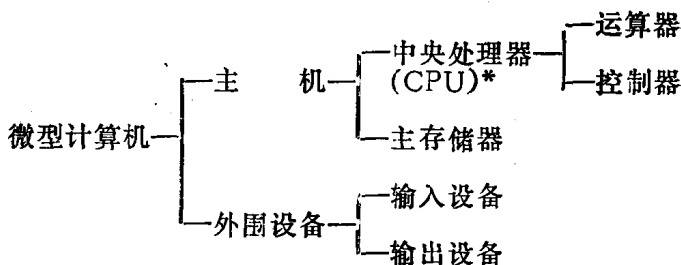 运算器
中央处理器
(CPU)*
控制器
主 机
微型计算机
主存储器
输入设备
外围设备
输出设备